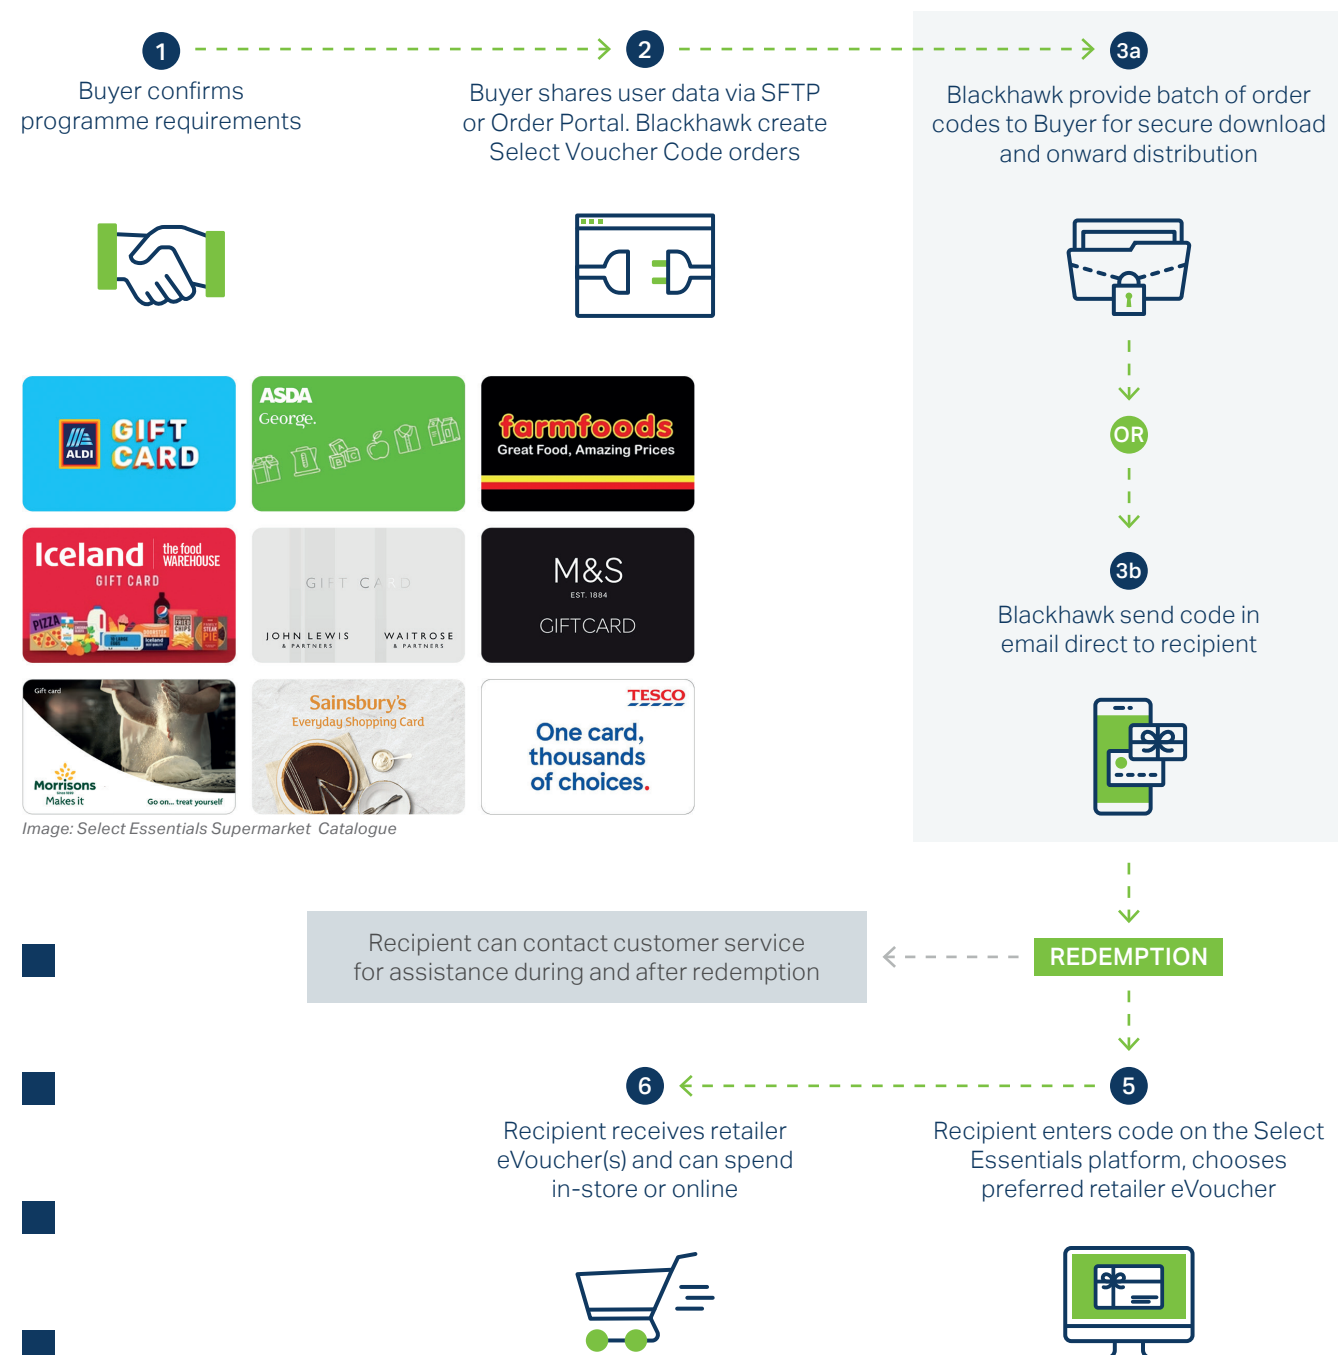 1
Buyer confirms
programme requirements
2
Buyer shares user data via SFTP
or Order Portal. Blackhawk create
Select Voucher Code orders
3a
Blackhawk provide batch of order
codes to Buyer for secure download
and onward distribution
OR
3b
Blackhawk send code in
email direct to recipient
ALDI
GIFT
CARD
ASDA
George.
farmfoods
Great Food, Amazing Prices
Iceland
the food
WAREHOUSE
GIFT CARD
PIZZA
GIFT CARD
JOHN LEWIS
& PARTNERS
WAITROSE
& PARTNERS
M&S
EST. 1884
GIFTCARD
Gift card
Morrisons
Since 1899
Makes it
Go on... treat yourself
Sainsbury's
Everyday Shopping Card
TESCO
One card,
thousands
of choices.
Image: Select Essentials Supermarket Catalogue
REDEMPTION
Recipient can contact customer service
for assistance during and after redemption
5
Recipient enters code on the Select
Essentials platform, chooses
preferred retailer eVoucher
6
Recipient receives retailer
eVoucher(s) and can spend
in-store or online